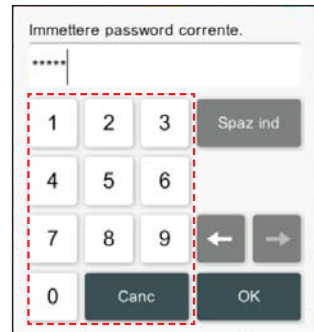 Immettere password corrente.
*****
1 2 3 Spaz ind
4 5 6
7 8 9 ← →
0 Canc OK